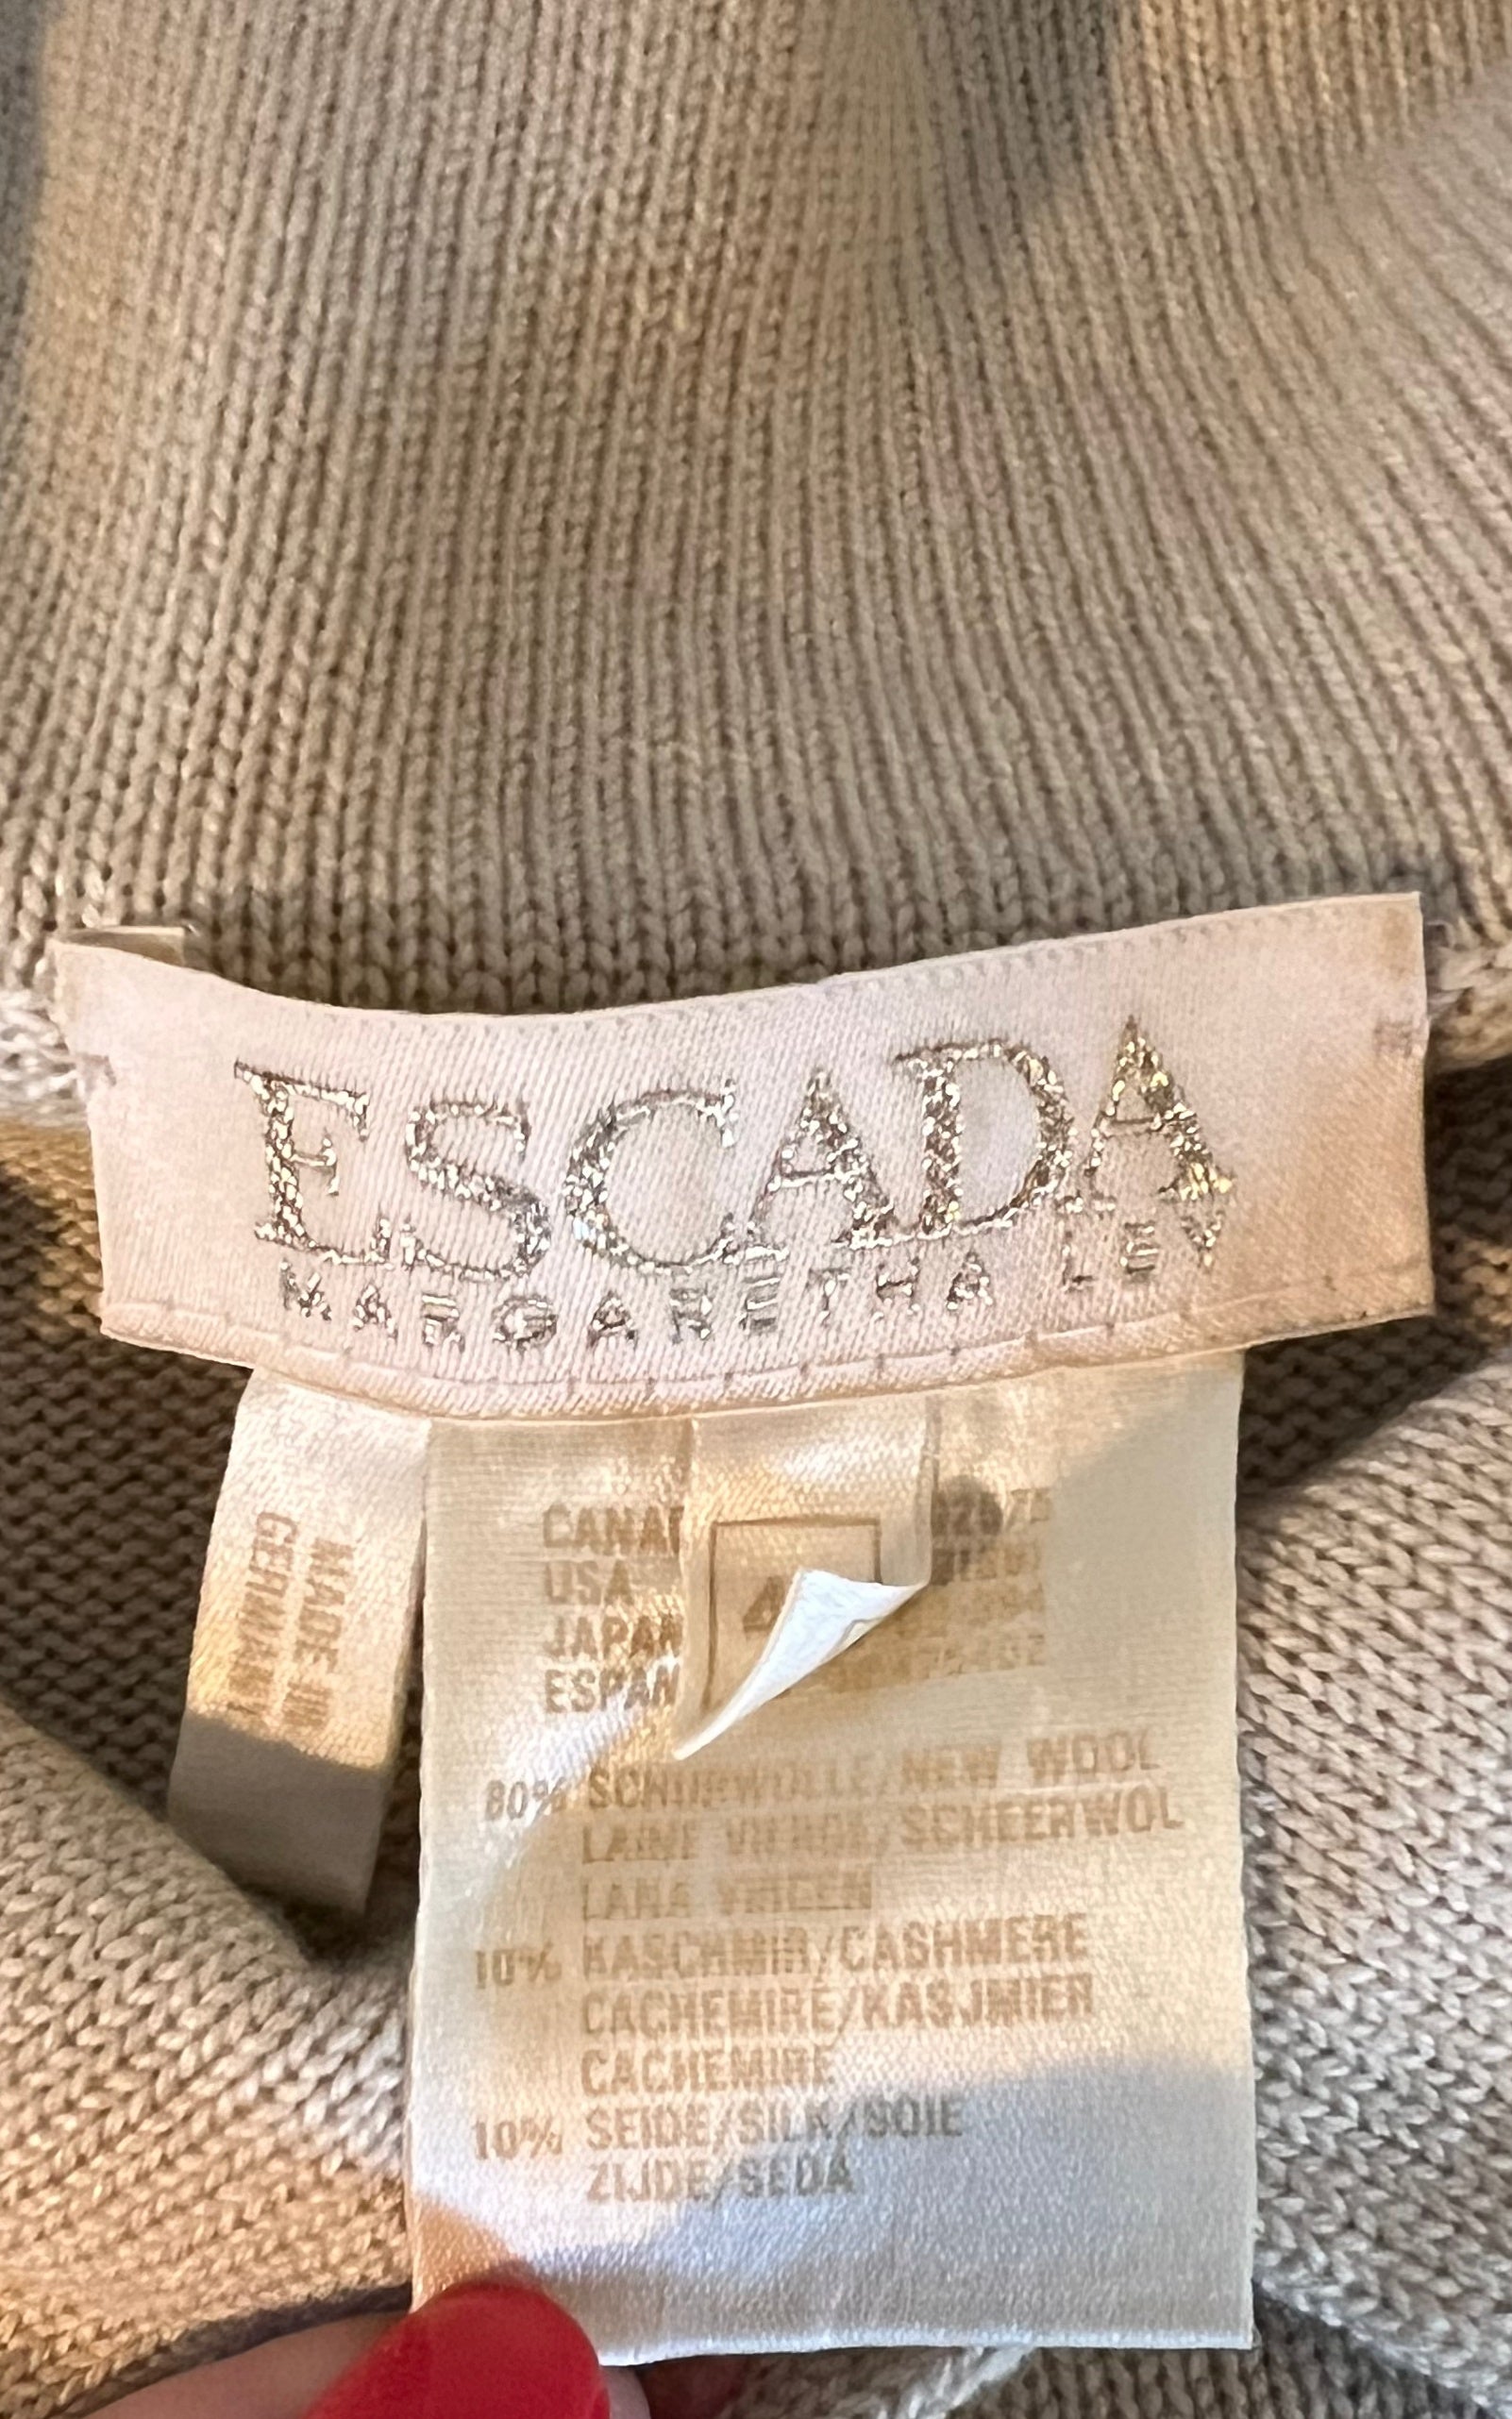 ESCADA
MARGARETHA LEY
MADE IN
GERMANY
CANA
USA
JAPAN
ESPAN
80% SCHURWOLLE/NEW WOOL
LAINE VIERGE/SCHEERWOL
LANA VIRGEN
10% KASCHMIR/CASHMERE
CACHEMIRE/KASJMIER
CACHEMIRE
10% SEIDE/SILK/SOIE
ZIJDE/SEDA